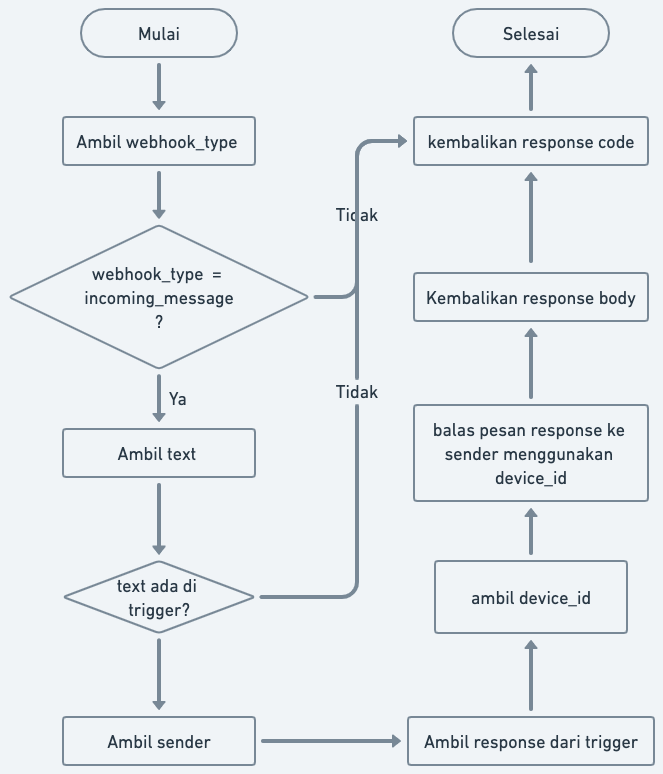 Mulai
Ambil webhook_type
webhook_type =
incoming_message
?
Tidak
Ya
Ambil text
text ada di
trigger?
Tidak
Ambil sender
Ambil response dari trigger
ambil device_id
balas pesan response ke
sender menggunakan
device_id
Kembalikan response body
kembalikan response code
Selesai